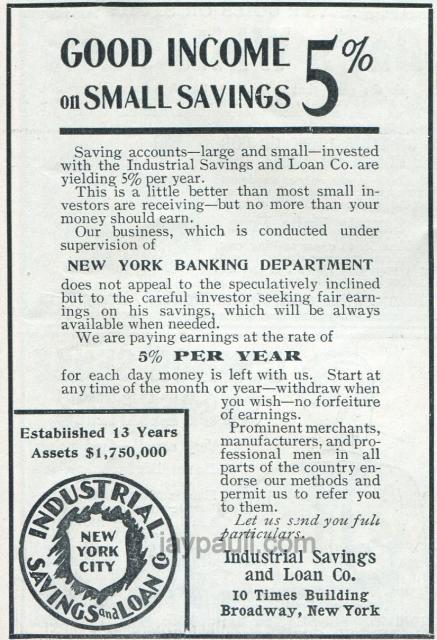 GOOD INCOME 5%
on SMALL SAVINGS
Saving accounts—large and small—invested
with the Industrial Savings and Loan Co. are
yielding 5% per year.
This is a little better than most small in-
vestors are receiving—but no more than your
money should earn.
Our business, which is conducted under
supervision of
NEW YORK BANKING DEPARTMENT
does not appeal to the speculatively inclined
but to the careful investor seeking fair earn-
ings on his savings, which will be always
available when needed.
We are paying earnings at the rate of
5% PER YEAR
for each day money is left with us. Start at
any time of the month or year—withdraw when
you wish—no forfeiture
of earnings.
Prominent merchants,
manufacturers, and pro-
fessional men in all
parts of the country en-
dorse our methods and
permit us to refer you
to them.
Let us send you full
particulars.
Industrial Savings
and Loan Co.
10 Times Building
Broadway, New York
Established 13 Years
Assets $1,750,000
INDUSTRIAL
SAVINGS and LOAN CO
NEW
YORK
CITY
jaypaull.com